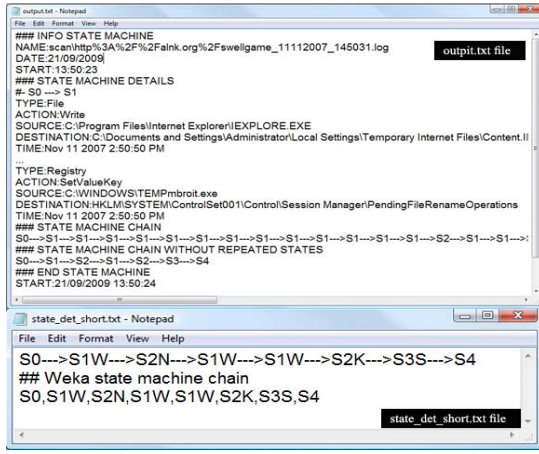 output.txt - Notepad
File Edit Format View Help
### INFO STATE MACHINE
NAME:scan\http%3A%2F%2Falnk.org%2Fswellgame_11112007_145031.log
DATE:21/09/2009
START:13:50:23
### STATE MACHINE DETAILS
#- S0 ---> S1
TYPE:File
ACTION:Write
SOURCE:C:\Program Files\Internet Explorer\IEXPLORE.EXE
DESTINATION:C:\Documents and Settings\Administrator\Local Settings\Temporary Internet Files\Content.II
TIME:Nov 11 2007 2:50:50 PM
...
TYPE:Registry
ACTION:SetValueKey
SOURCE:C:\WINDOWS\TEMPmbroit.exe
DESTINATION:HKLM\SYSTEM\ControlSet001\Control\Session Manager\PendingFileRenameOperations
TIME:Nov 11 2007 2:50:50 PM
### STATE MACHINE CHAIN
S0--->S1--->S1--->S1--->S1--->S1--->S1--->S1--->S1--->S1--->S1--->S1--->S1--->S1--->S2--->S1--->S1--->
### STATE MACHINE CHAIN WITHOUT REPEATED STATES
S0--->S1--->S2--->S1--->S2--->S3--->S4
### END STATE MACHINE
START:21/09/2009 13:50:24
outpit.txt file
state_det_short.txt - Notepad
File Edit Format View Help
S0--->S1W--->S2N--->S1W--->S1W--->S2K--->S3S--->S4
## Weka state machine chain
S0,S1W,S2N,S1W,S1W,S2K,S3S,S4
state_det_short.txt file